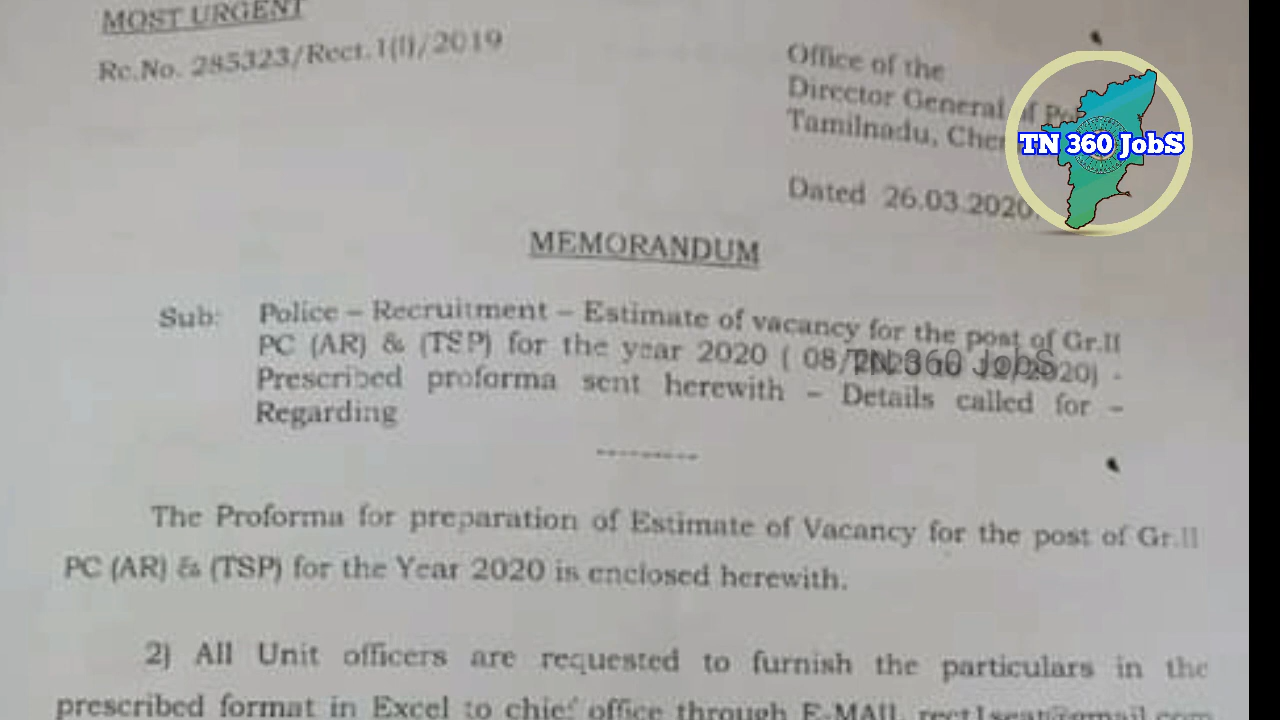 MOST URGENT
Rc.No. 285323/Rect.1(I)/2019
Office of the
Director General of
Tamilnadu,
Dated 26.03.2020
TN 360 JobS
MEMORANDUM
Sub: Police – Recruitment – Estimate of vacancy for the post of Gr.II
PC (AR) & (TSP) for the year 2020 ( 08/
TN 360 JobS
Prescribed proforma sent herewith – Details called for –
Regarding
----------
The Proforma for preparation of Estimate of Vacancy for the post of Gr.II
PC (AR) & (TSP) for the Year 2020 is enclosed herewith.
2) All Unit officers are requested to furnish the particulars in the
prescribed format in Excel to chief office through E-MAIL